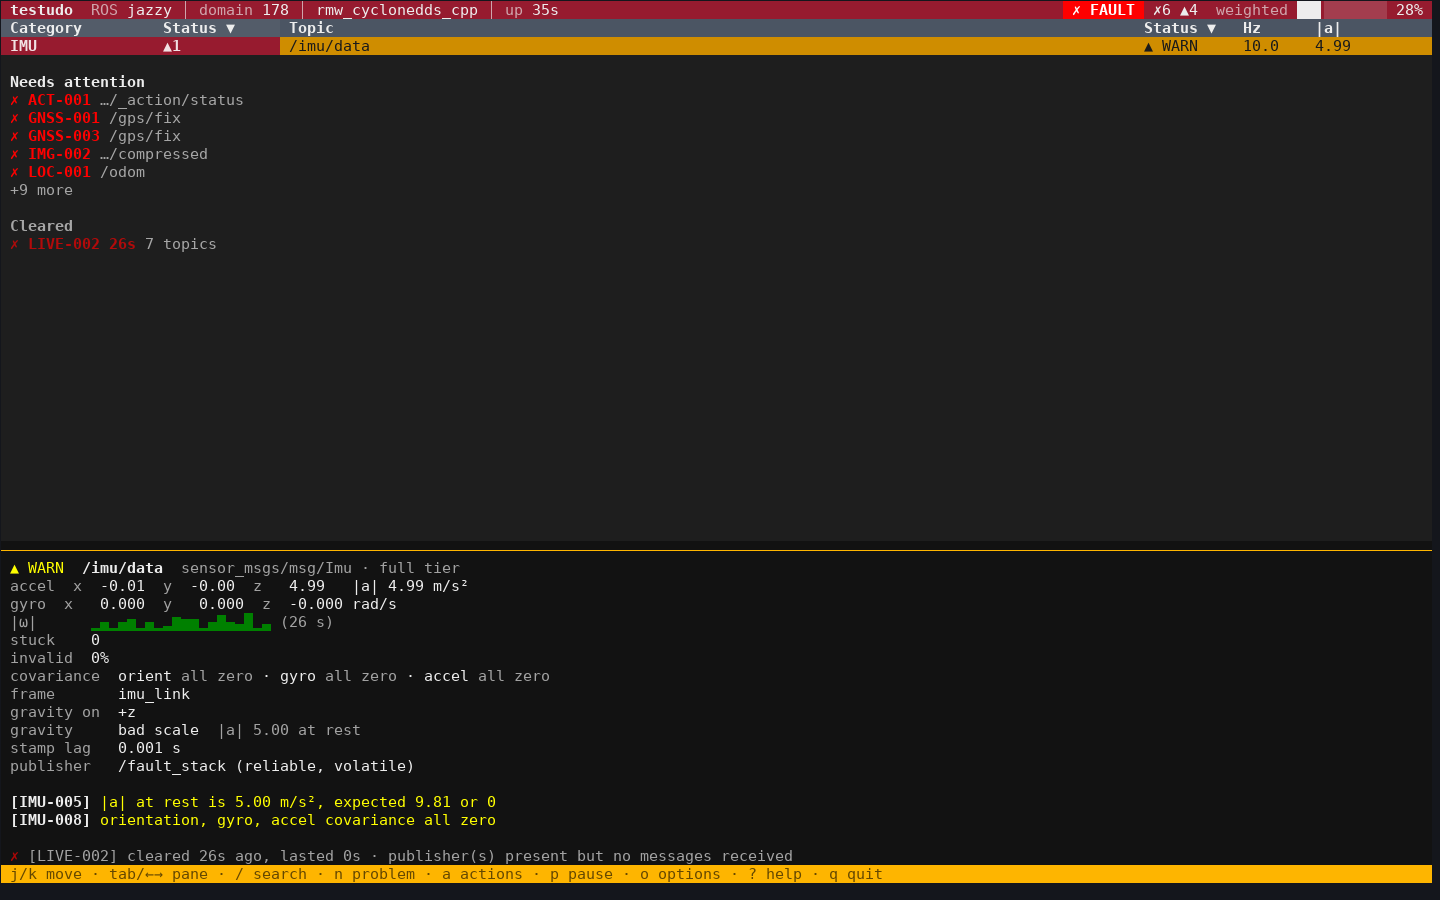 testudo  ROS jazzy │ domain 178 │ rmw_cyclonedds_cpp │ up 35s  ✗ FAULT  ✗6 ▲4  weighted  28%
Category  Status ▼  Topic  Status ▼  Hz  |a|
IMU  ▲1  /imu/data  ▲ WARN  10.0  4.99
Needs attention
✗ ACT-001 …/_action/status
✗ GNSS-001 /gps/fix
✗ GNSS-003 /gps/fix
✗ IMG-002 …/compressed
✗ LOC-001 /odom
+9 more
Cleared
✗ LIVE-002 26s 7 topics
▲ WARN  /imu/data  sensor_msgs/msg/Imu · full tier
accel  x  -0.01  y  -0.00  z  4.99  |a| 4.99 m/s²
gyro  x  0.000  y  0.000  z  -0.000 rad/s
|ω|  (26 s)
stuck  0
invalid  0%
covariance  orient all zero · gyro all zero · accel all zero
frame  imu_link
gravity on  +z
gravity  bad scale  |a| 5.00 at rest
stamp lag  0.001 s
publisher  /fault_stack (reliable, volatile)
[IMU-005] |a| at rest is 5.00 m/s², expected 9.81 or 0
[IMU-008] orientation, gyro, accel covariance all zero
✗ [LIVE-002] cleared 26s ago, lasted 0s · publisher(s) present but no messages received
j/k move · tab/←→ pane · / search · n problem · a actions · p pause · o options · ? help · q quit